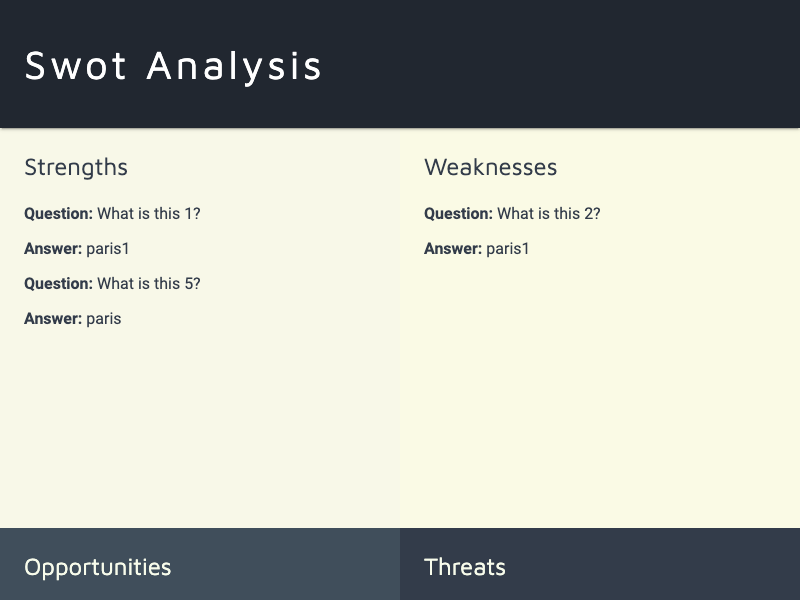 Swot Analysis
Strengths
Question: What is this 1?
Answer: paris1
Question: What is this 5?
Answer: paris
Weaknesses
Question: What is this 2?
Answer: paris1
Opportunities
Threats